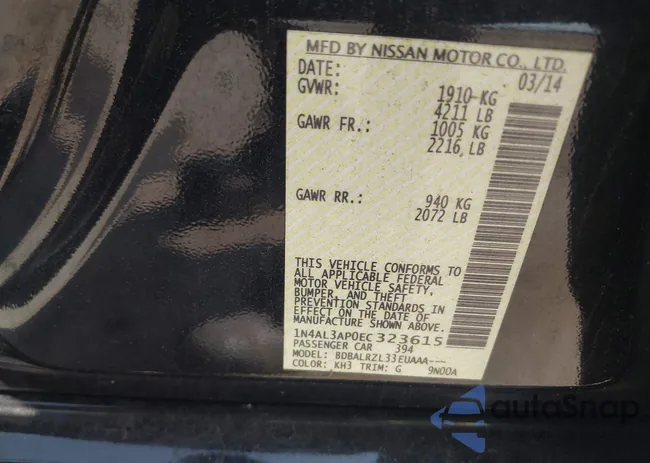 MFD BY NISSAN MOTOR CO., LTD.
DATE: 03/14
GVWR: 1910 KG
4211 LB
GAWR FR.: 1005 KG
2216 LB
GAWR RR.: 940 KG
2072 LB
THIS VEHICLE CONFORMS TO
ALL APPLICABLE FEDERAL
MOTOR VEHICLE SAFETY,
BUMPER, AND THEFT
PREVENTION STANDARDS IN
EFFECT ON THE DATE OF
MANUFACTURE SHOWN ABOVE.
1N4AL3AP0EC323615
PASSENGER CAR 394
MODEL: BDBALRZL33EUAAA---
COLOR: KH3 TRIM: G 9N00A
autoSnap